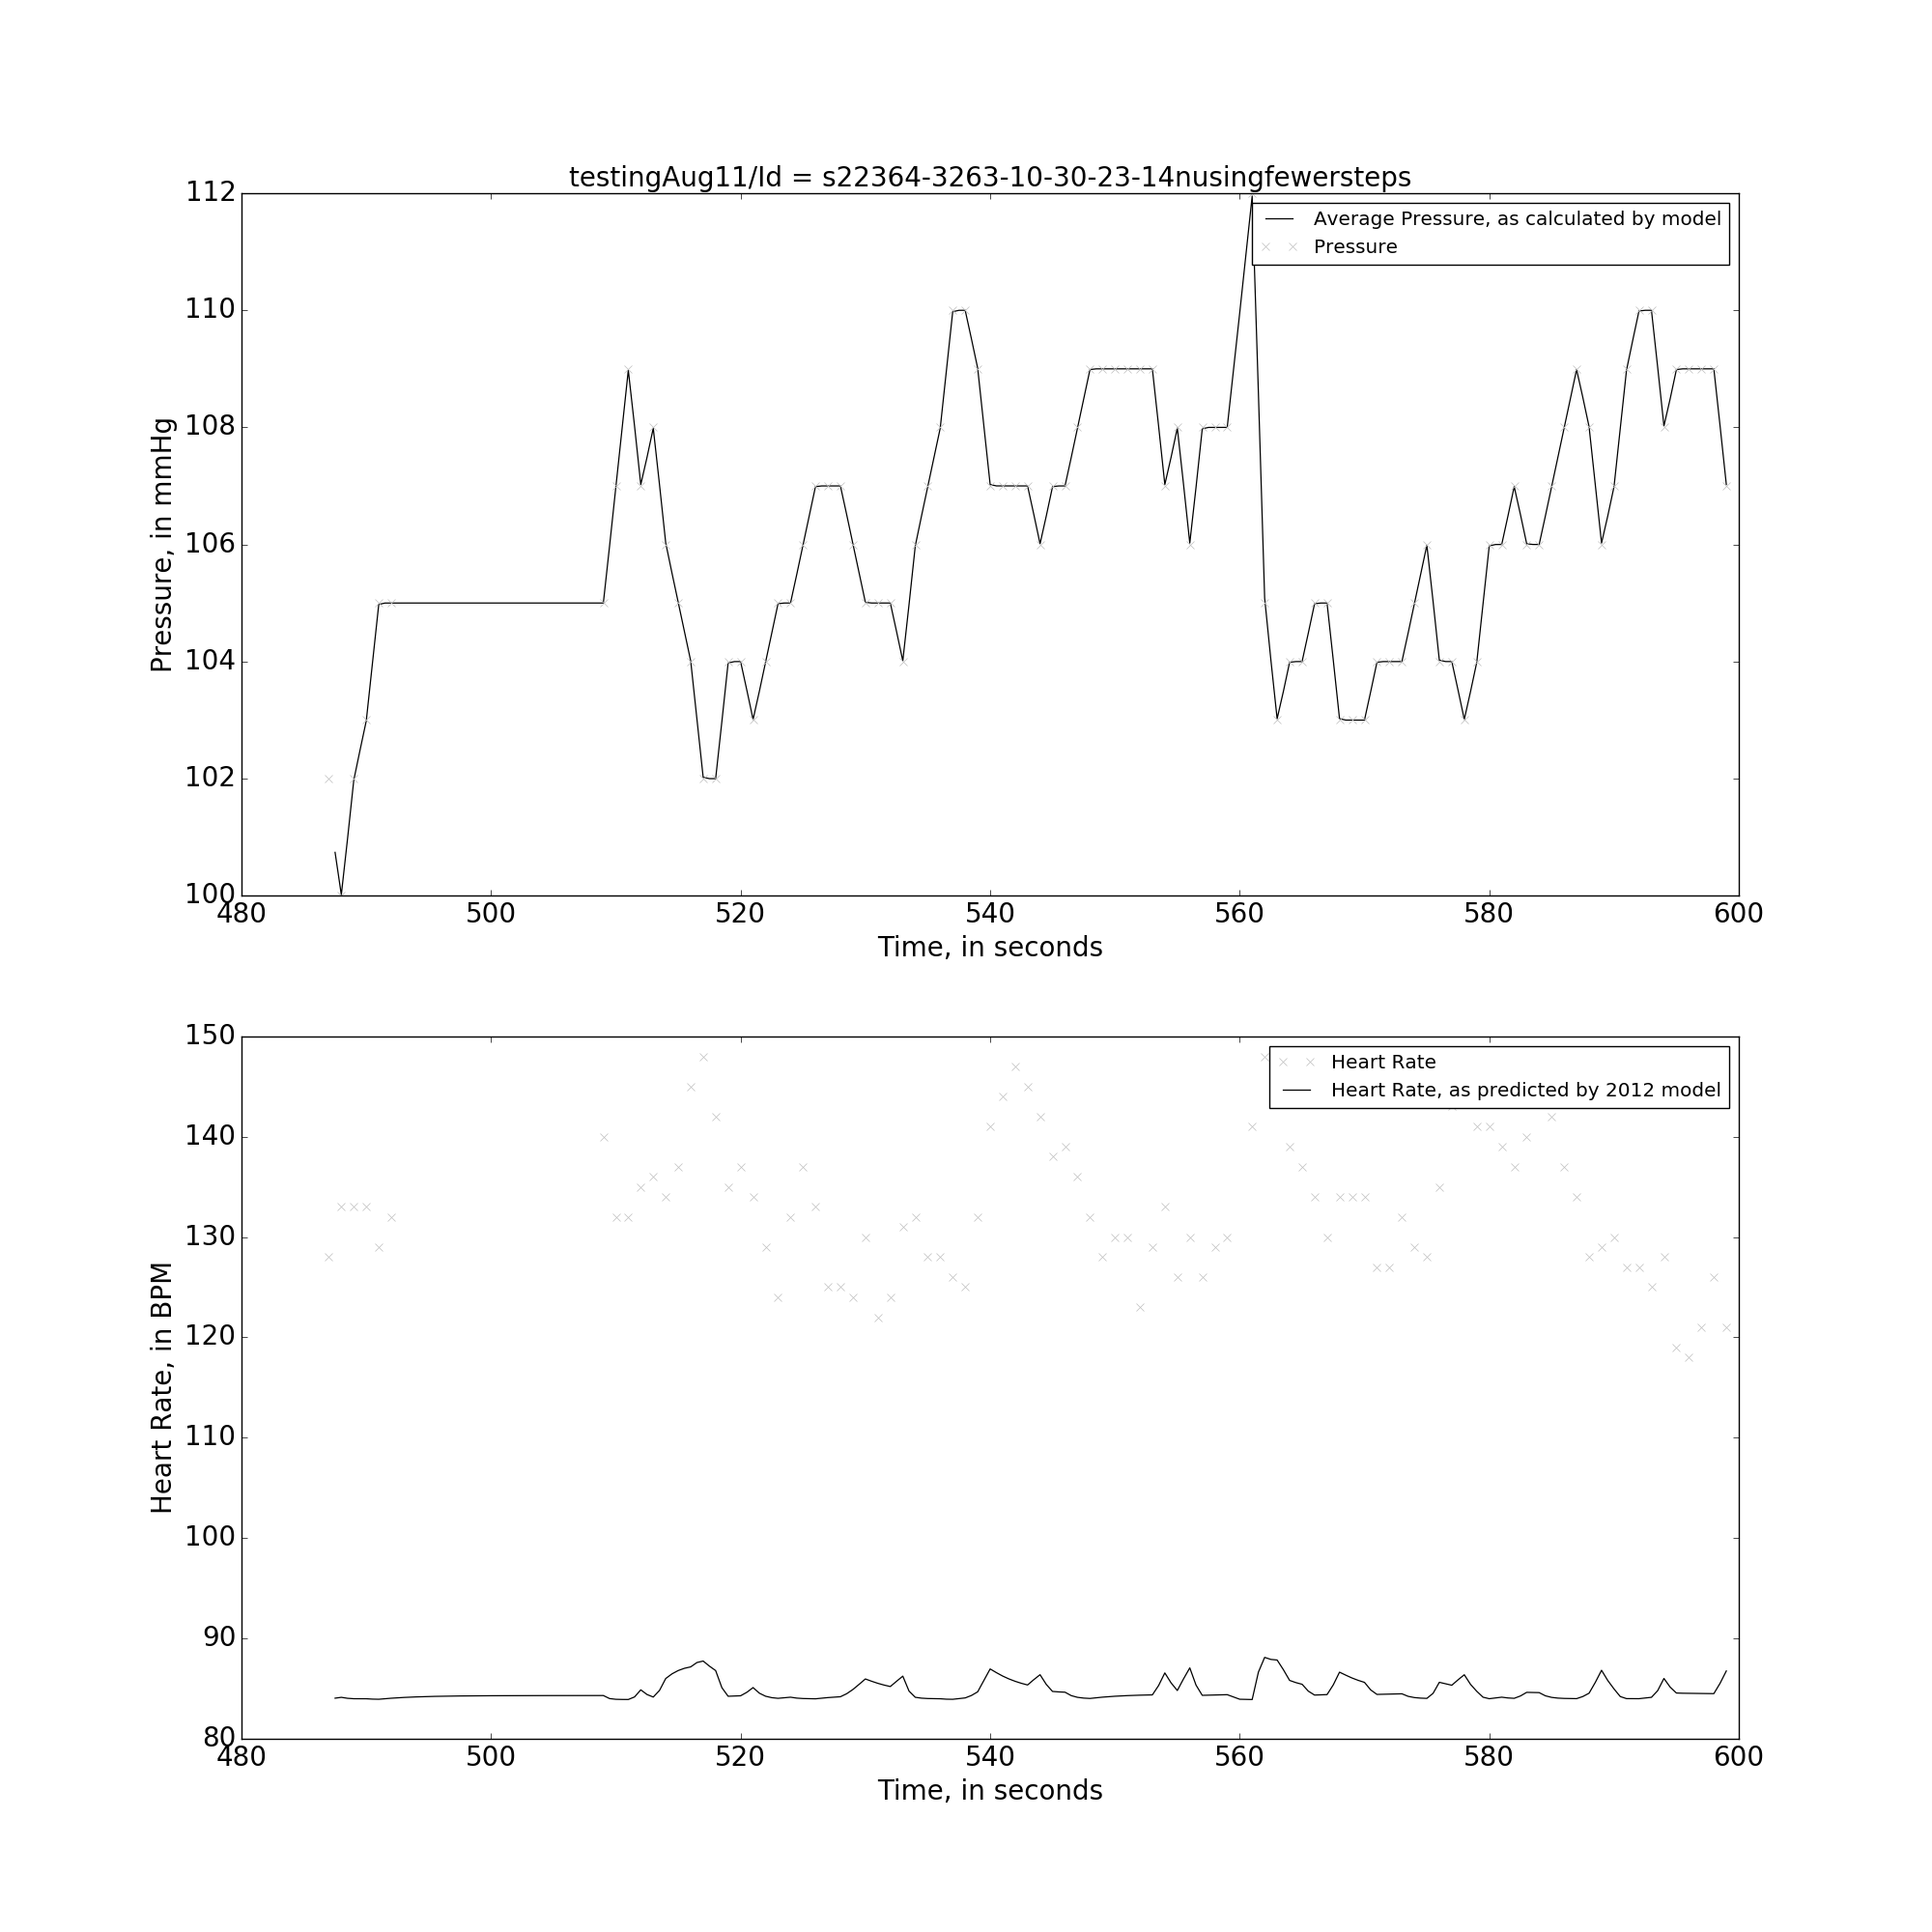 testingAug11/Id = s22364-3263-10-30-23-14nusingfewersteps
112
110
108
106
104
102
100
Pressure, in mmHg
Average Pressure, as calculated by model
Pressure
480 500 520 540 560 580 600
Time, in seconds
150
140
130
120
110
100
90
80
Heart Rate, in BPM
Heart Rate
Heart Rate, as predicted by 2012 model
480 500 520 540 560 580 600
Time, in seconds